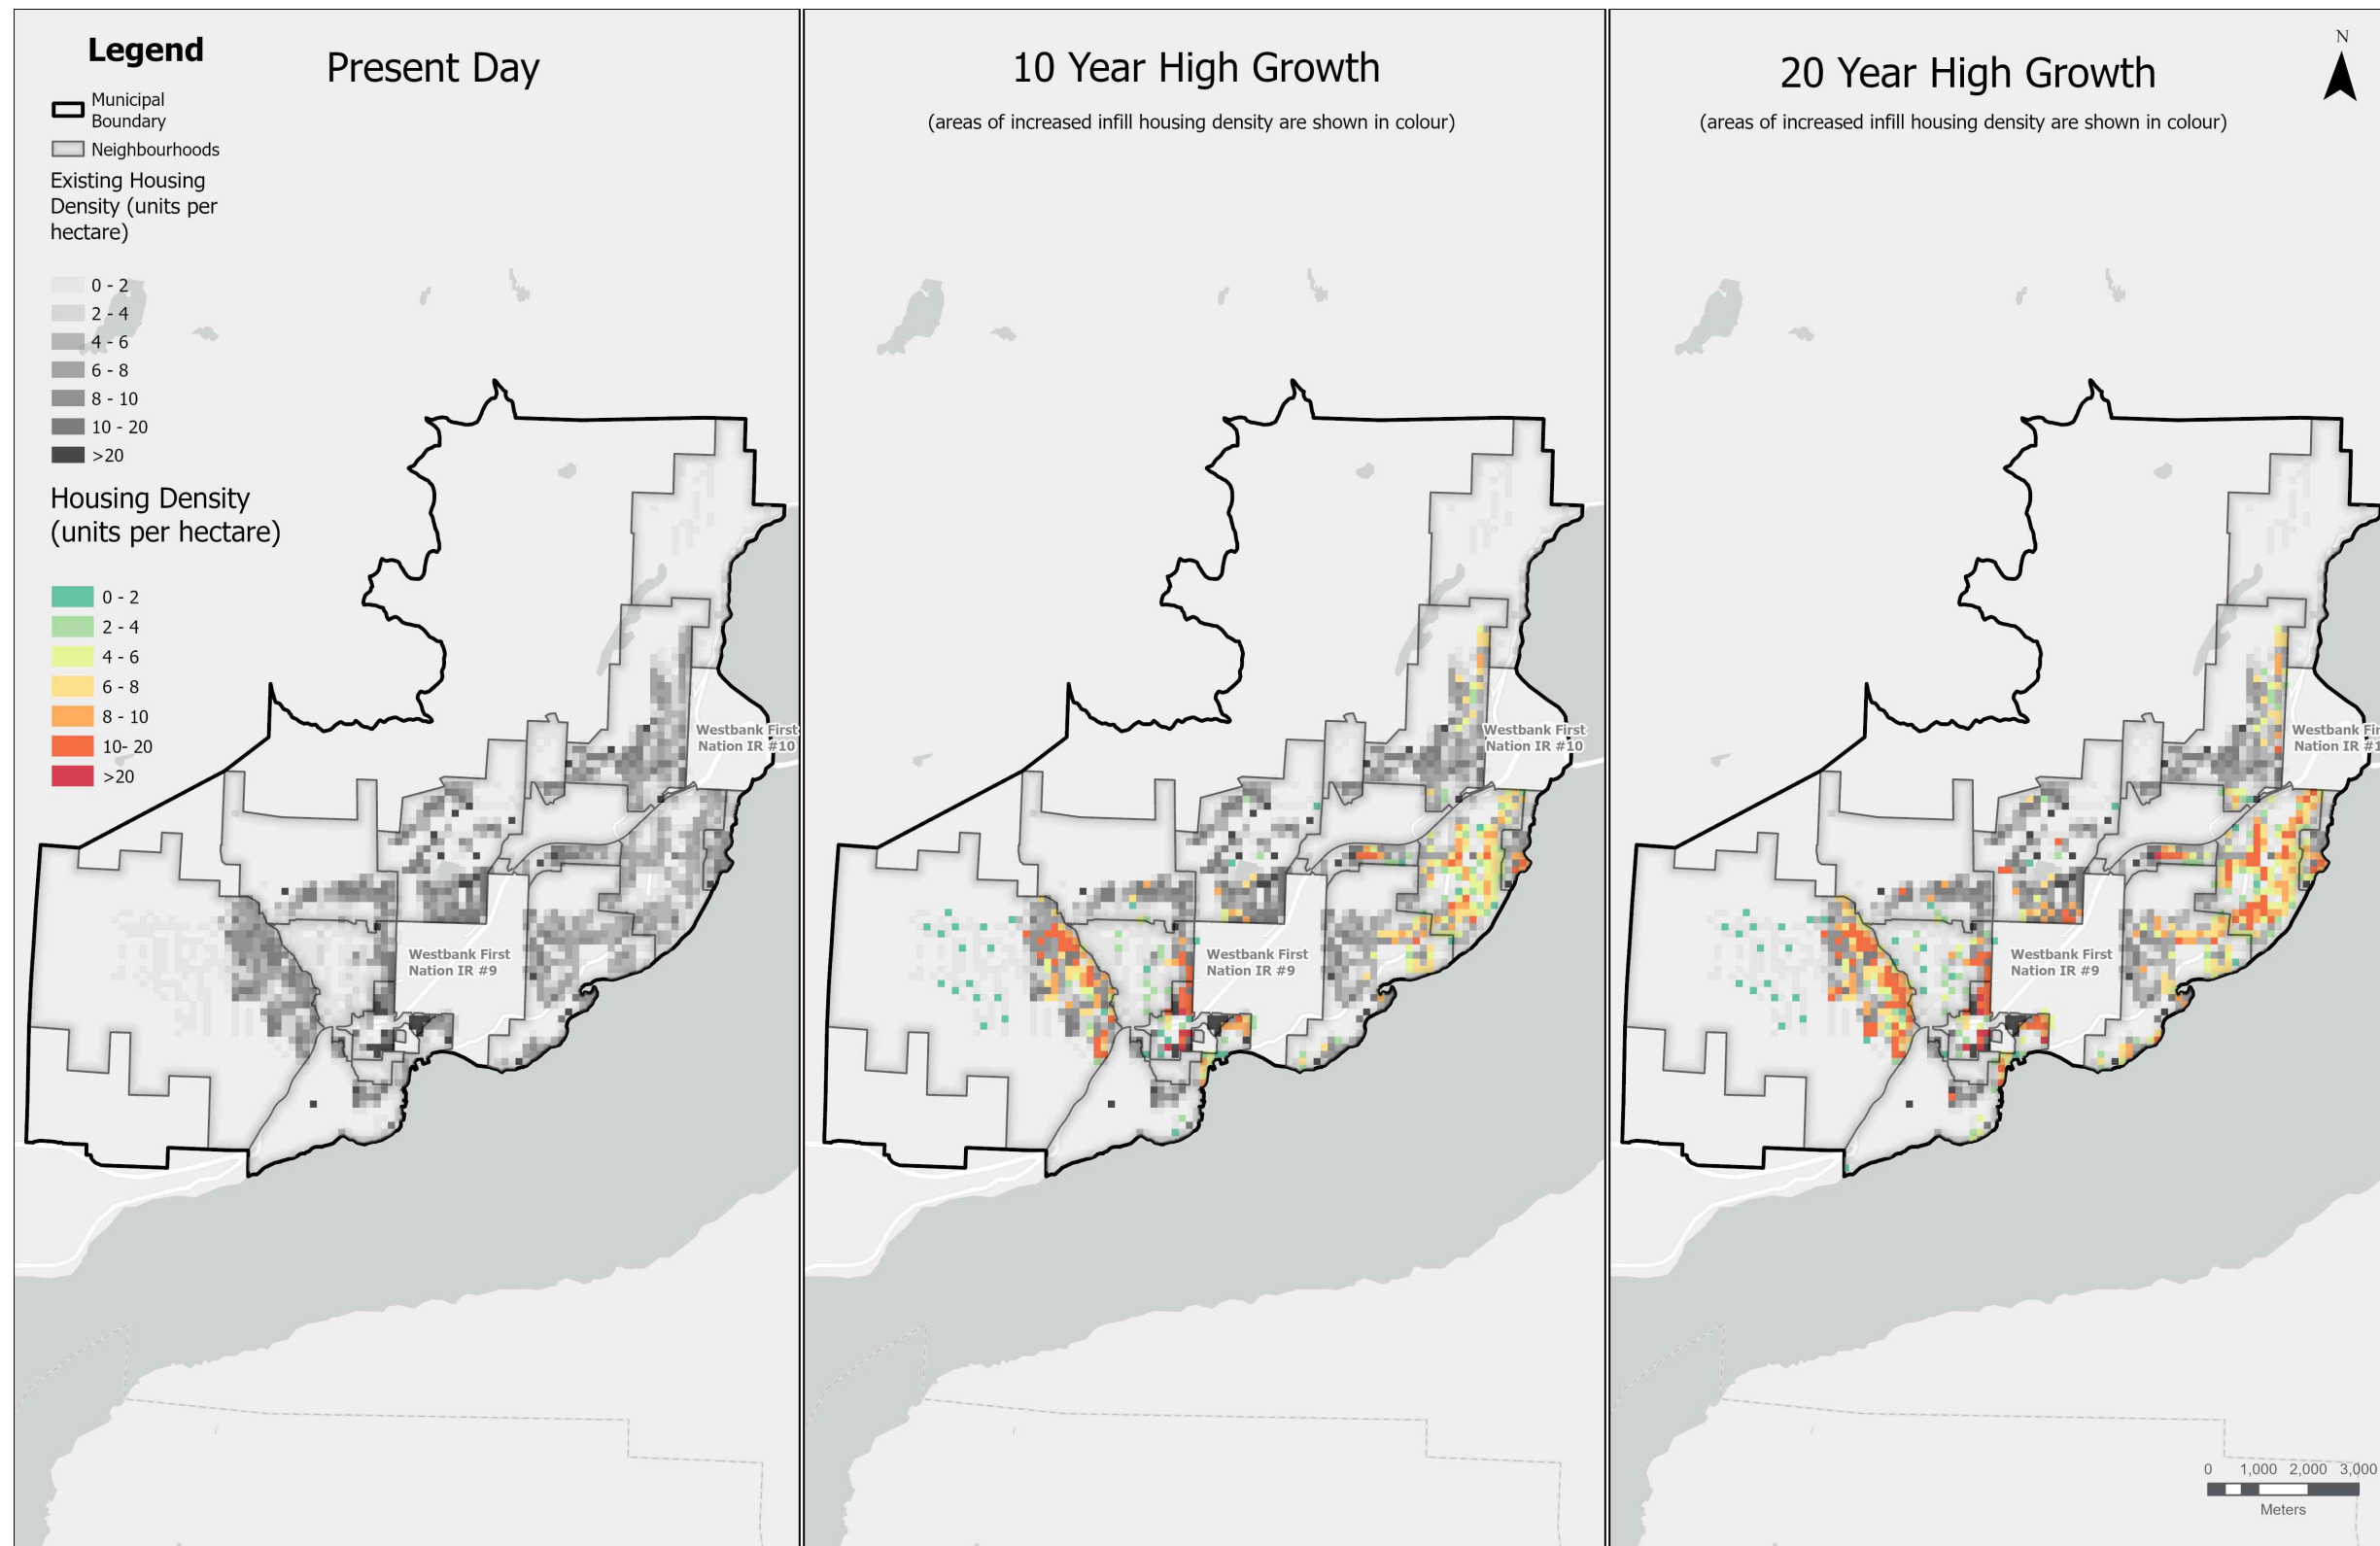 Legend
Municipal
Boundary
Neighbourhoods
Existing Housing
Density (units per
hectare)
0 - 2
2 - 4
4 - 6
6 - 8
8 - 10
10 - 20
>20
Housing Density
(units per hectare)
0 - 2
2 - 4
4 - 6
6 - 8
8 - 10
10- 20
>20
Present Day
Westbank First
Nation IR #10
Westbank First
Nation IR #9
10 Year High Growth
(areas of increased infill housing density are shown in colour)
Westbank First
Nation IR #10
Westbank First
Nation IR #9
20 Year High Growth
(areas of increased infill housing density are shown in colour)
N
Westbank Fir
Nation IR #1
Westbank First
Nation IR #9
0 1,000 2,000 3,000
Meters